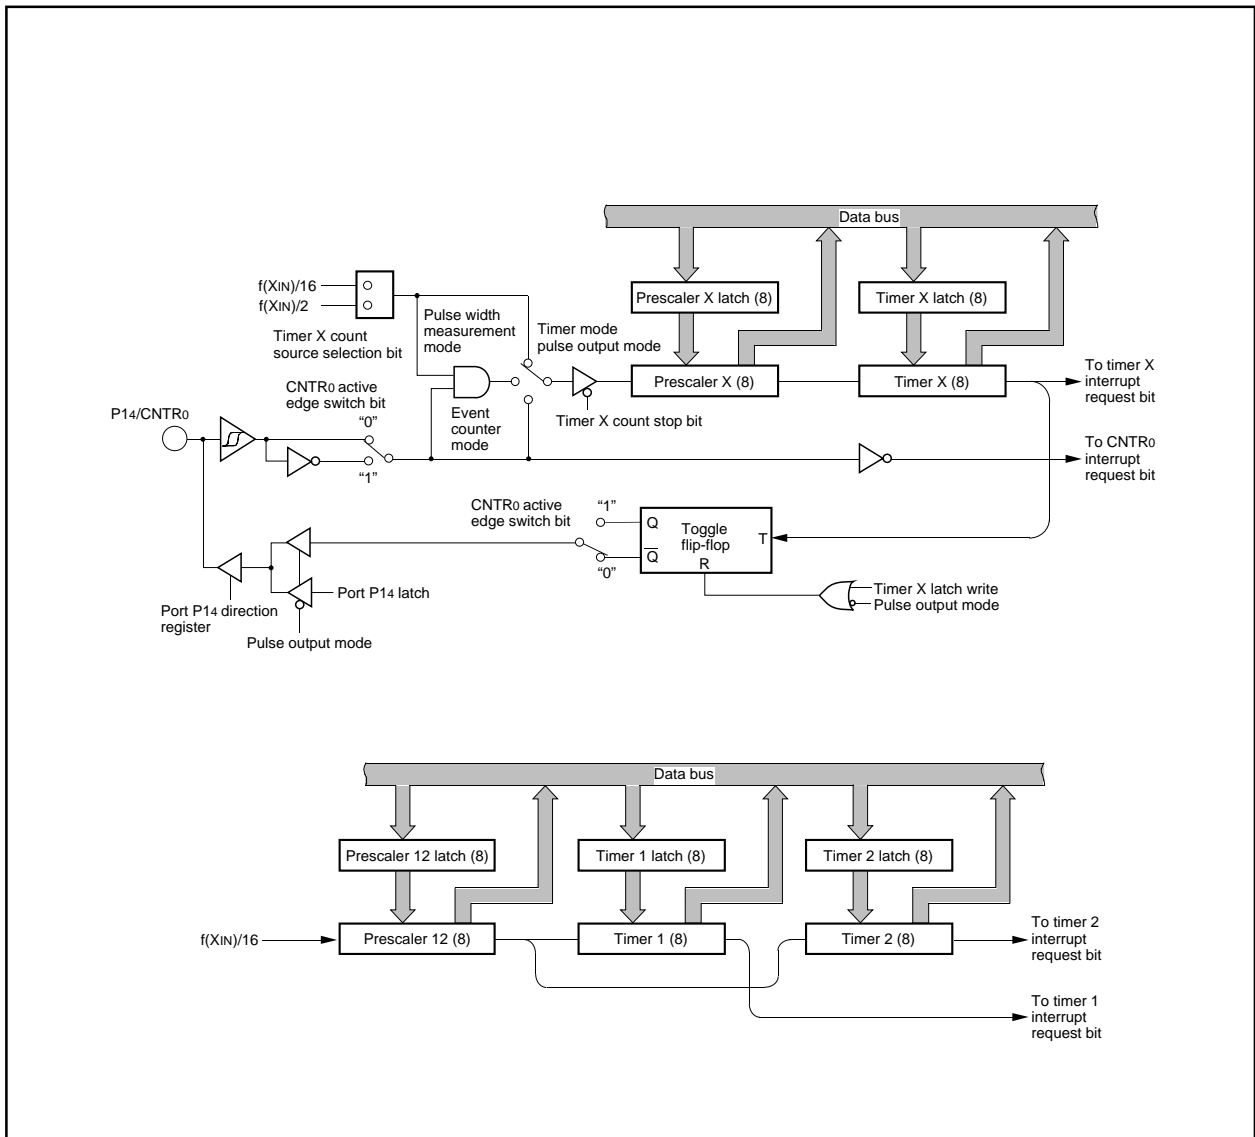 Data bus
f(XIN)/16
f(XIN)/2
Prescaler X latch (8)
Timer X latch (8)
Timer X count
source selection bit
Pulse width
measurement
mode
Timer mode
pulse output mode
Prescaler X (8)
Timer X (8)
To timer X
interrupt
request bit
CNTR0 active
edge switch bit
P14/CNTR0
"0"
"1"
Event
counter
mode
Timer X count stop bit
To CNTR0
interrupt
request bit
CNTR0 active
edge switch bit
"1"
"0"
Q
Toggle
flip-flop
T
Q̅
R
Port P14 latch
Timer X latch write
Pulse output mode
Port P14 direction
register
Pulse output mode
Data bus
Prescaler 12 latch (8)
Timer 1 latch (8)
Timer 2 latch (8)
f(XIN)/16
Prescaler 12 (8)
Timer 1 (8)
Timer 2 (8)
To timer 2
interrupt
request bit
To timer 1
interrupt
request bit